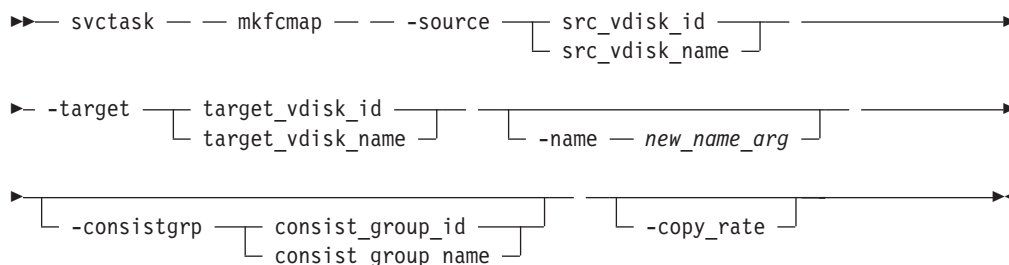 svctask mkfcmap -source src_vdisk_id
src_vdisk_name
-target target_vdisk_id
target_vdisk_name -name new_name_arg
-consistgrp consist_group_id -copy_rate
consist_group_name